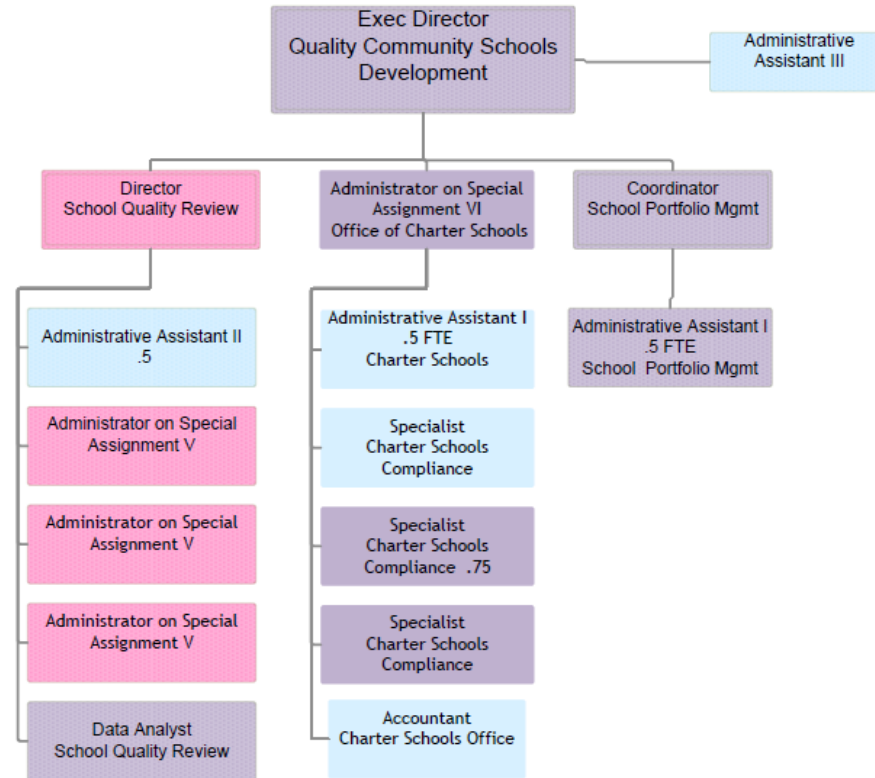 Exec Director
Quality Community Schools
Development
Administrative
Assistant III
Director
School Quality Review
Administrator on Special
Assignment VI
Office of Charter Schools
Coordinator
School Portfolio Mgmt
Administrative Assistant II
.5
Administrator on Special
Assignment V
Administrator on Special
Assignment V
Administrator on Special
Assignment V
Data Analyst
School Quality Review
Administrative Assistant I
.5 FTE
Charter Schools
Specialist
Charter Schools
Compliance
Specialist
Charter Schools
Compliance .75
Specialist
Charter Schools
Compliance
Accountant
Charter Schools Office
Administrative Assistant I
.5 FTE
School Portfolio Mgmt